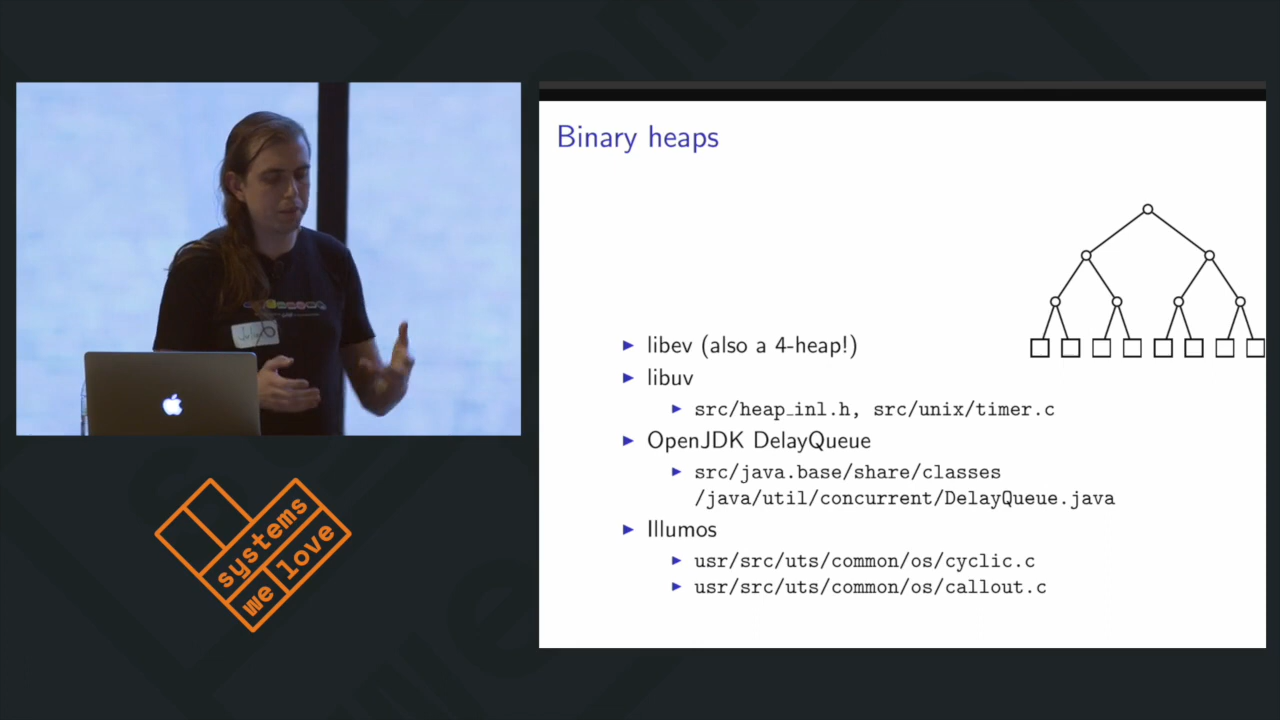 Binary heaps
► libev (also a 4-heap!)
► libuv
► src/heap_inl.h, src/unix/timer.c
► OpenJDK DelayQueue
► src/java.base/share/classes
/java/util/concurrent/DelayQueue.java
► Illumos
► usr/src/uts/common/os/cyclic.c
► usr/src/uts/common/os/callout.c
systems
we love